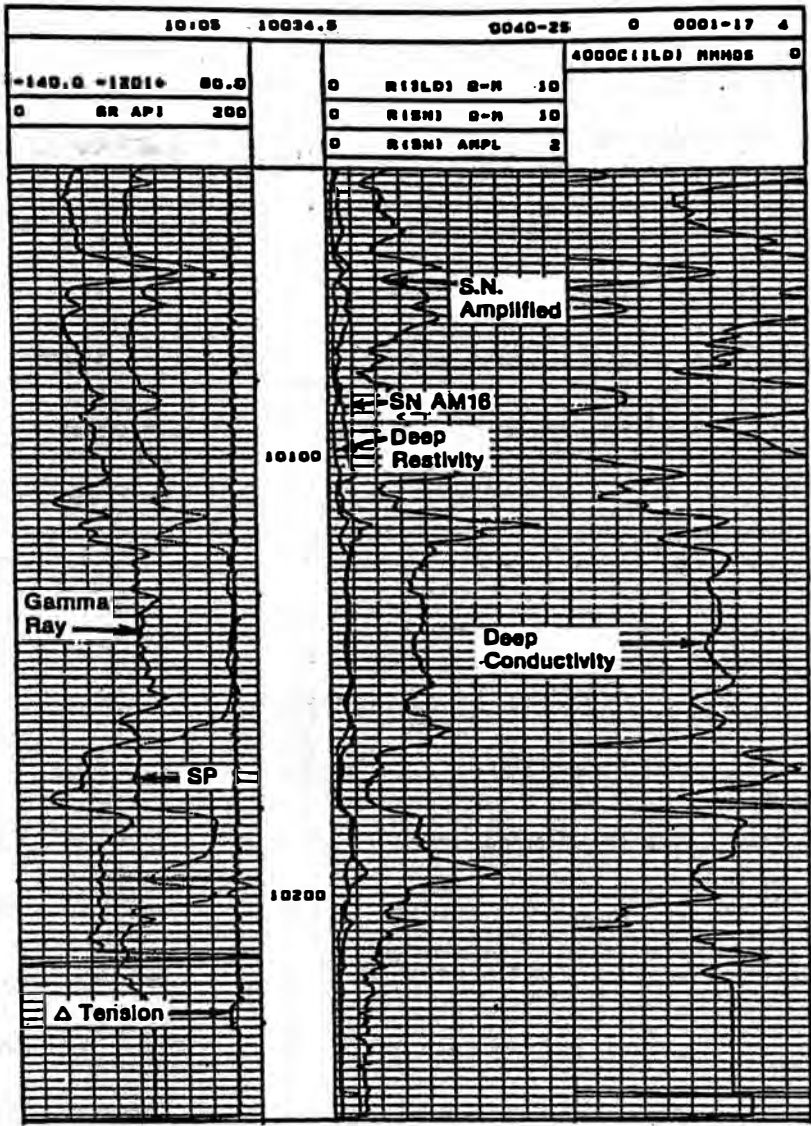 10:05 10034.5 0040-25 0 0001-17 4
4000C(ILD) MMHOS 0
-140.0 80.0
0 R(ILD) Ω-M 10
0 GR API 200
0 R(SN) Ω-M 10
0 R(SN) AMPL 2
S.N.
Amplified
SN AM16
Deep
Restivity
10100
Gamma
Ray
Deep
Conductivity
SP
10200
Δ Tension